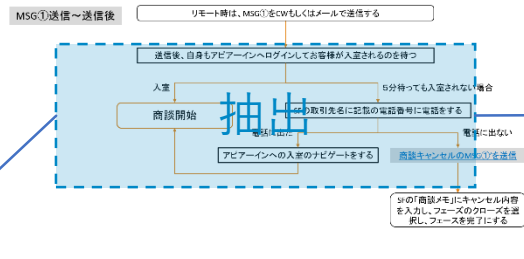 MSG①送信～送信後
リモート時は、MSG①をCWもしくはメールで送信する
送信後、自身もアピアーインへログインしてお客様が入室されるのを待つ
入室
5分待っても入室されない場合
商談開始
抽出
SFの取引先名に記載の電話番号に電話をする
電話に出た
電話に出ない
アピアーインへの入室のナビゲートをする
商談キャンセルのMSG①'を送信
SFの「商談メモ」にキャンセル内容
を入力し、フェーズのクローズを選
択し、フェースを完了にする